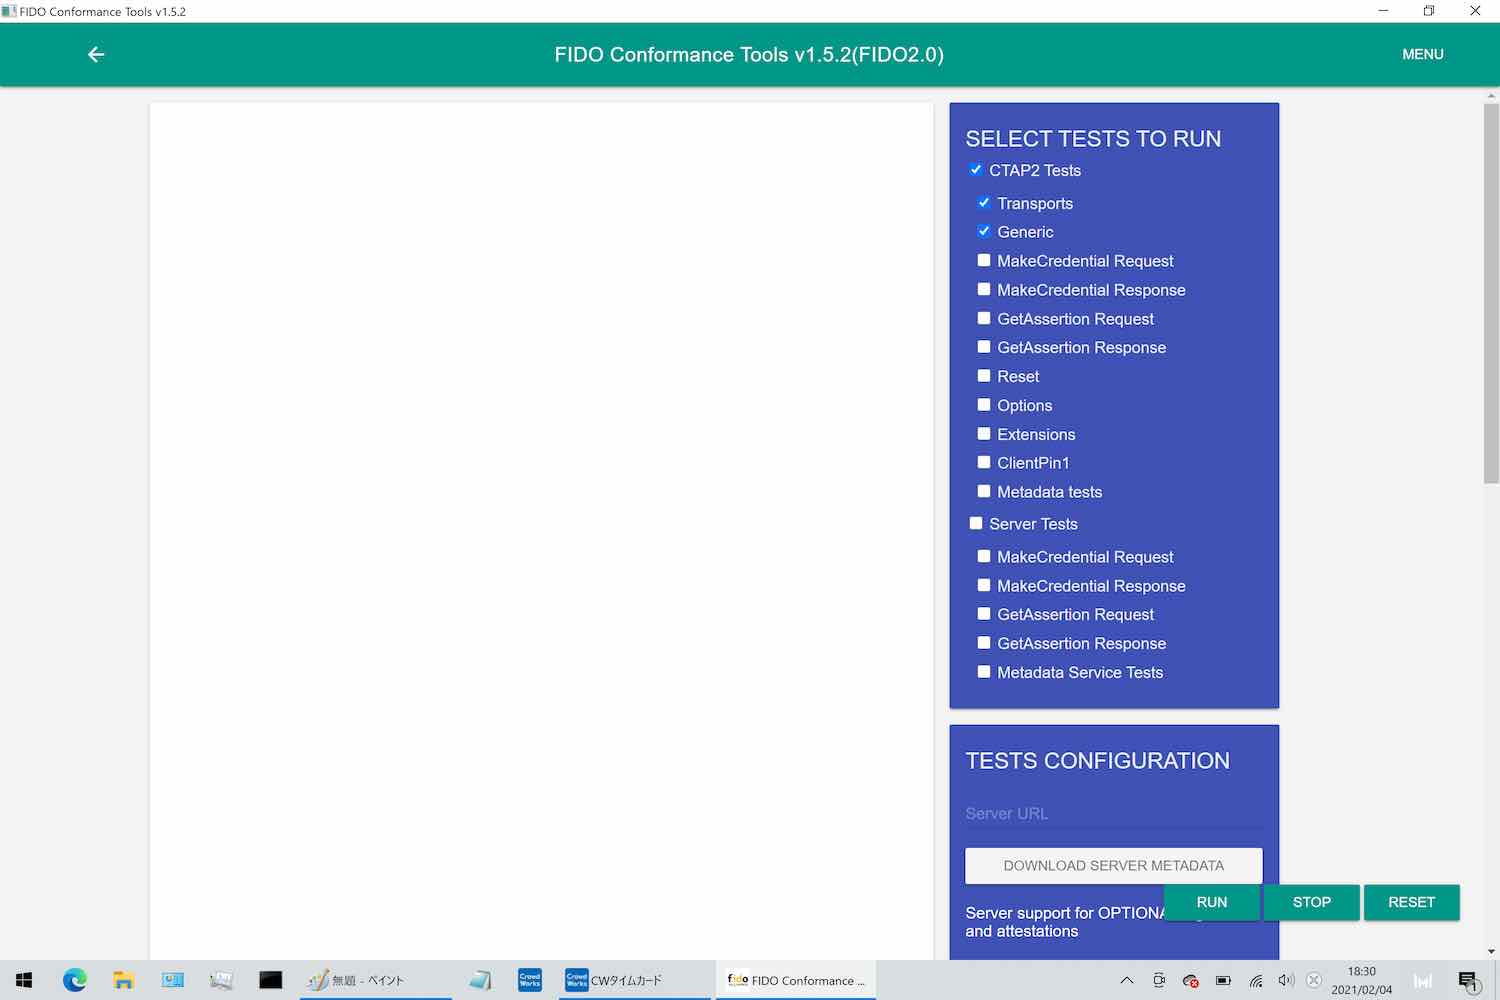 FIDO Conformance Tools v1.5.2
FIDO Conformance Tools v1.5.2(FIDO2.0)
MENU
SELECT TESTS TO RUN
CTAP2 Tests
Transports
Generic
MakeCredential Request
MakeCredential Response
GetAssertion Request
GetAssertion Response
Reset
Options
Extensions
ClientPin1
Metadata tests
Server Tests
MakeCredential Request
MakeCredential Response
GetAssertion Request
GetAssertion Response
Metadata Service Tests
TESTS CONFIGURATION
Server URL
DOWNLOAD SERVER METADATA
Server support for OPTIONA
and attestations
RUN
STOP
RESET
無題 - ペイント
Crowd
Works
Crowd
Works
CWタイムカード
fido
FIDO Conformance ...
18:30
2021/02/04
1